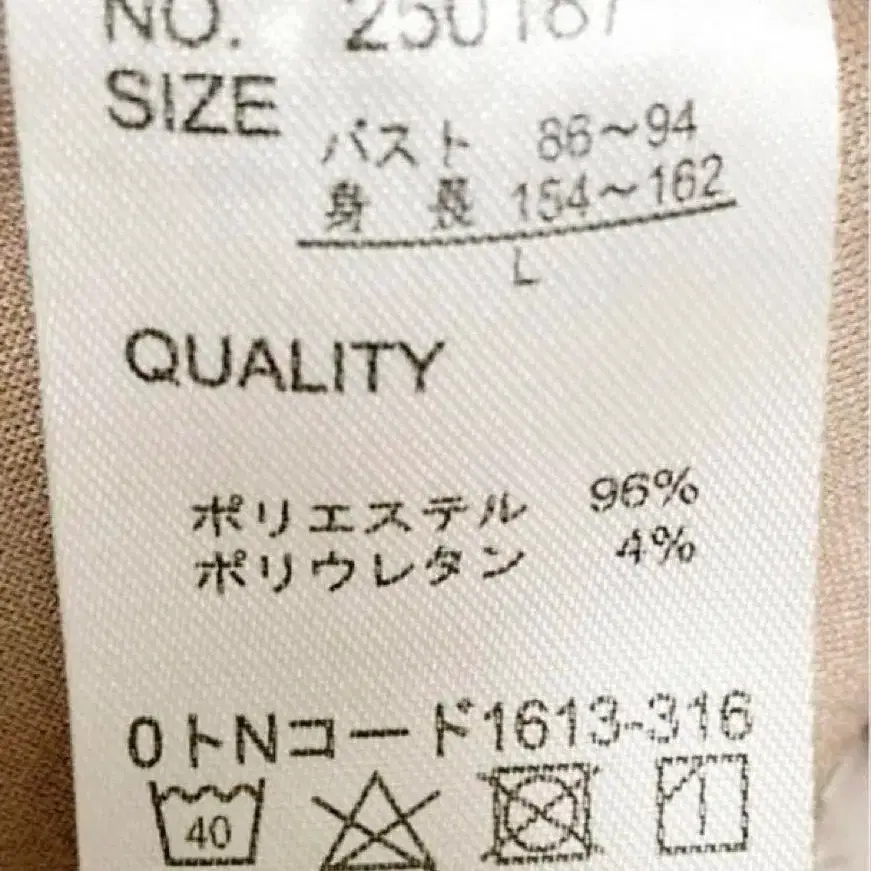 NO. 250187
SIZE
バスト 86～94
身長 154～162
L
QUALITY
ポリエステル 96%
ポリウレタン 4%
0トNコード1613-316
40